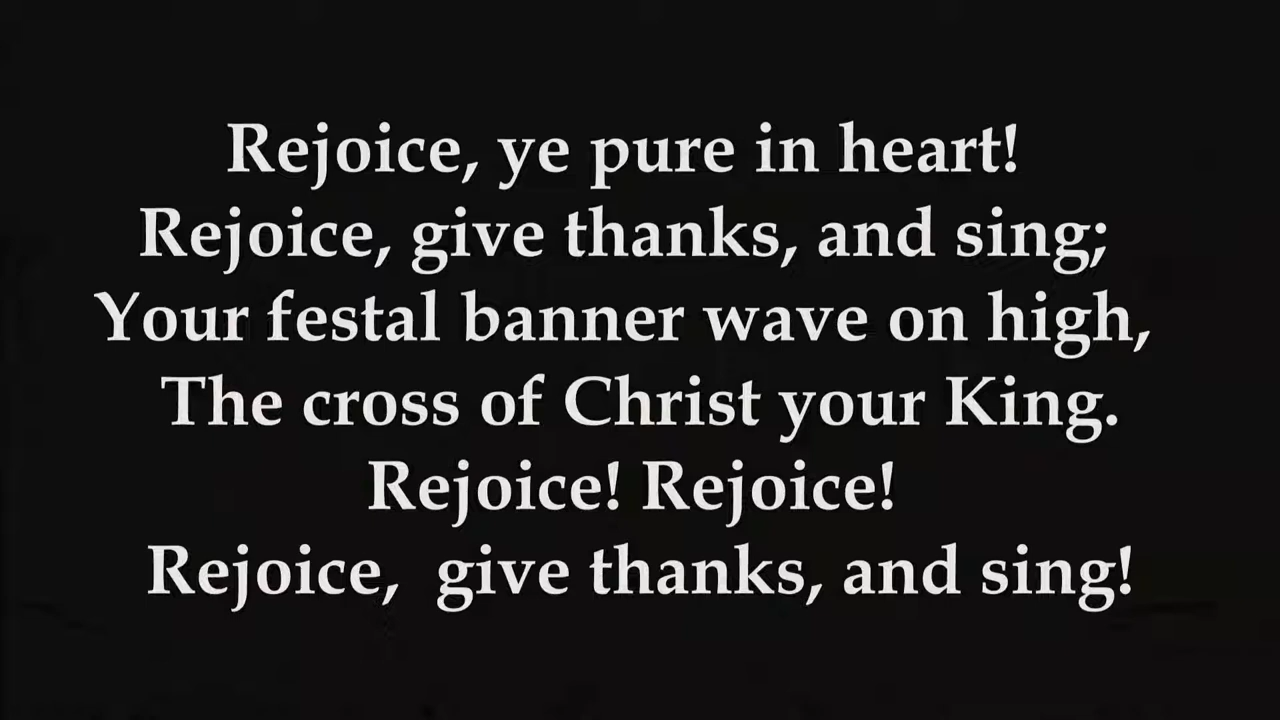 Rejoice, ye pure in heart!
Rejoice, give thanks, and sing;
Your festal banner wave on high,
The cross of Christ your King.
Rejoice! Rejoice!
Rejoice,  give thanks, and sing!